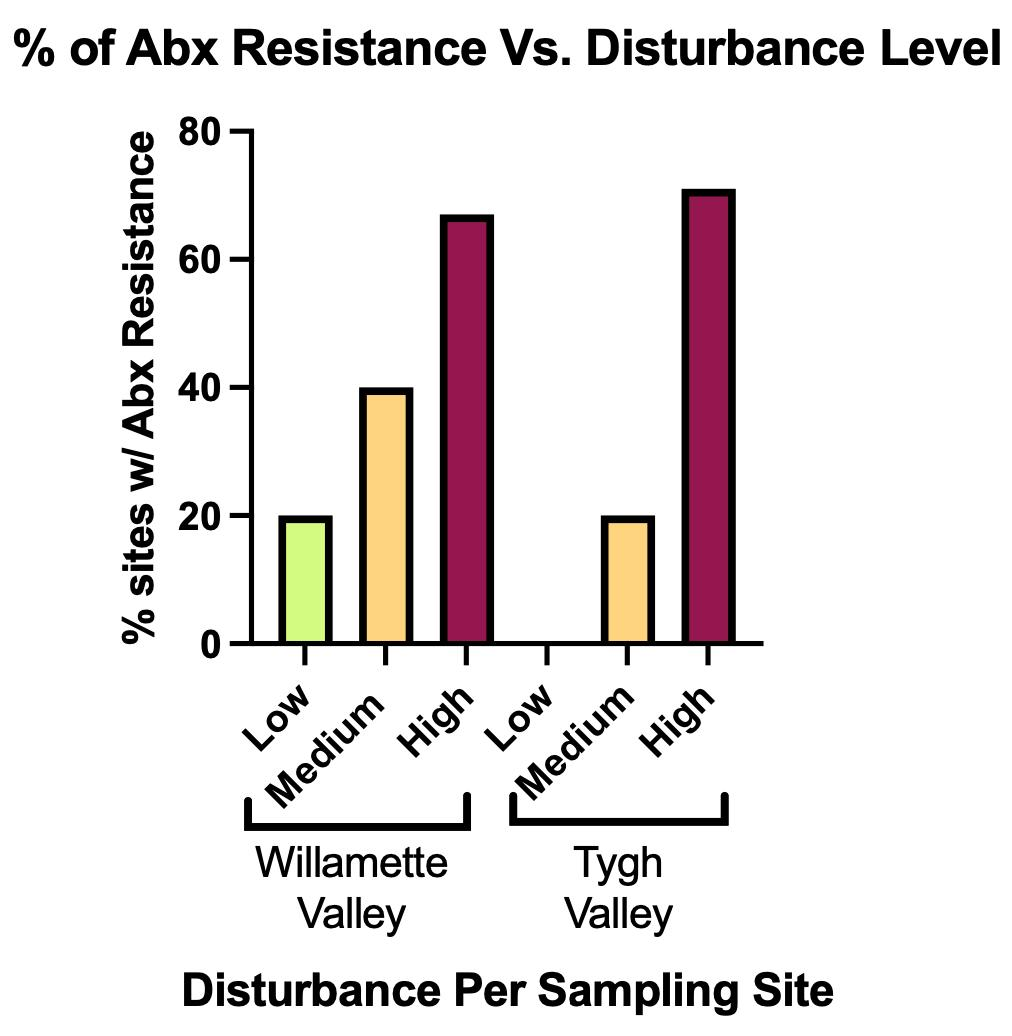 % of Abx Resistance Vs. Disturbance Level
% sites w/ Abx Resistance
80
60
40
20
0
Low
Medium
High
Low
Medium
High
Willamette
Valley
Tygh
Valley
Disturbance Per Sampling Site